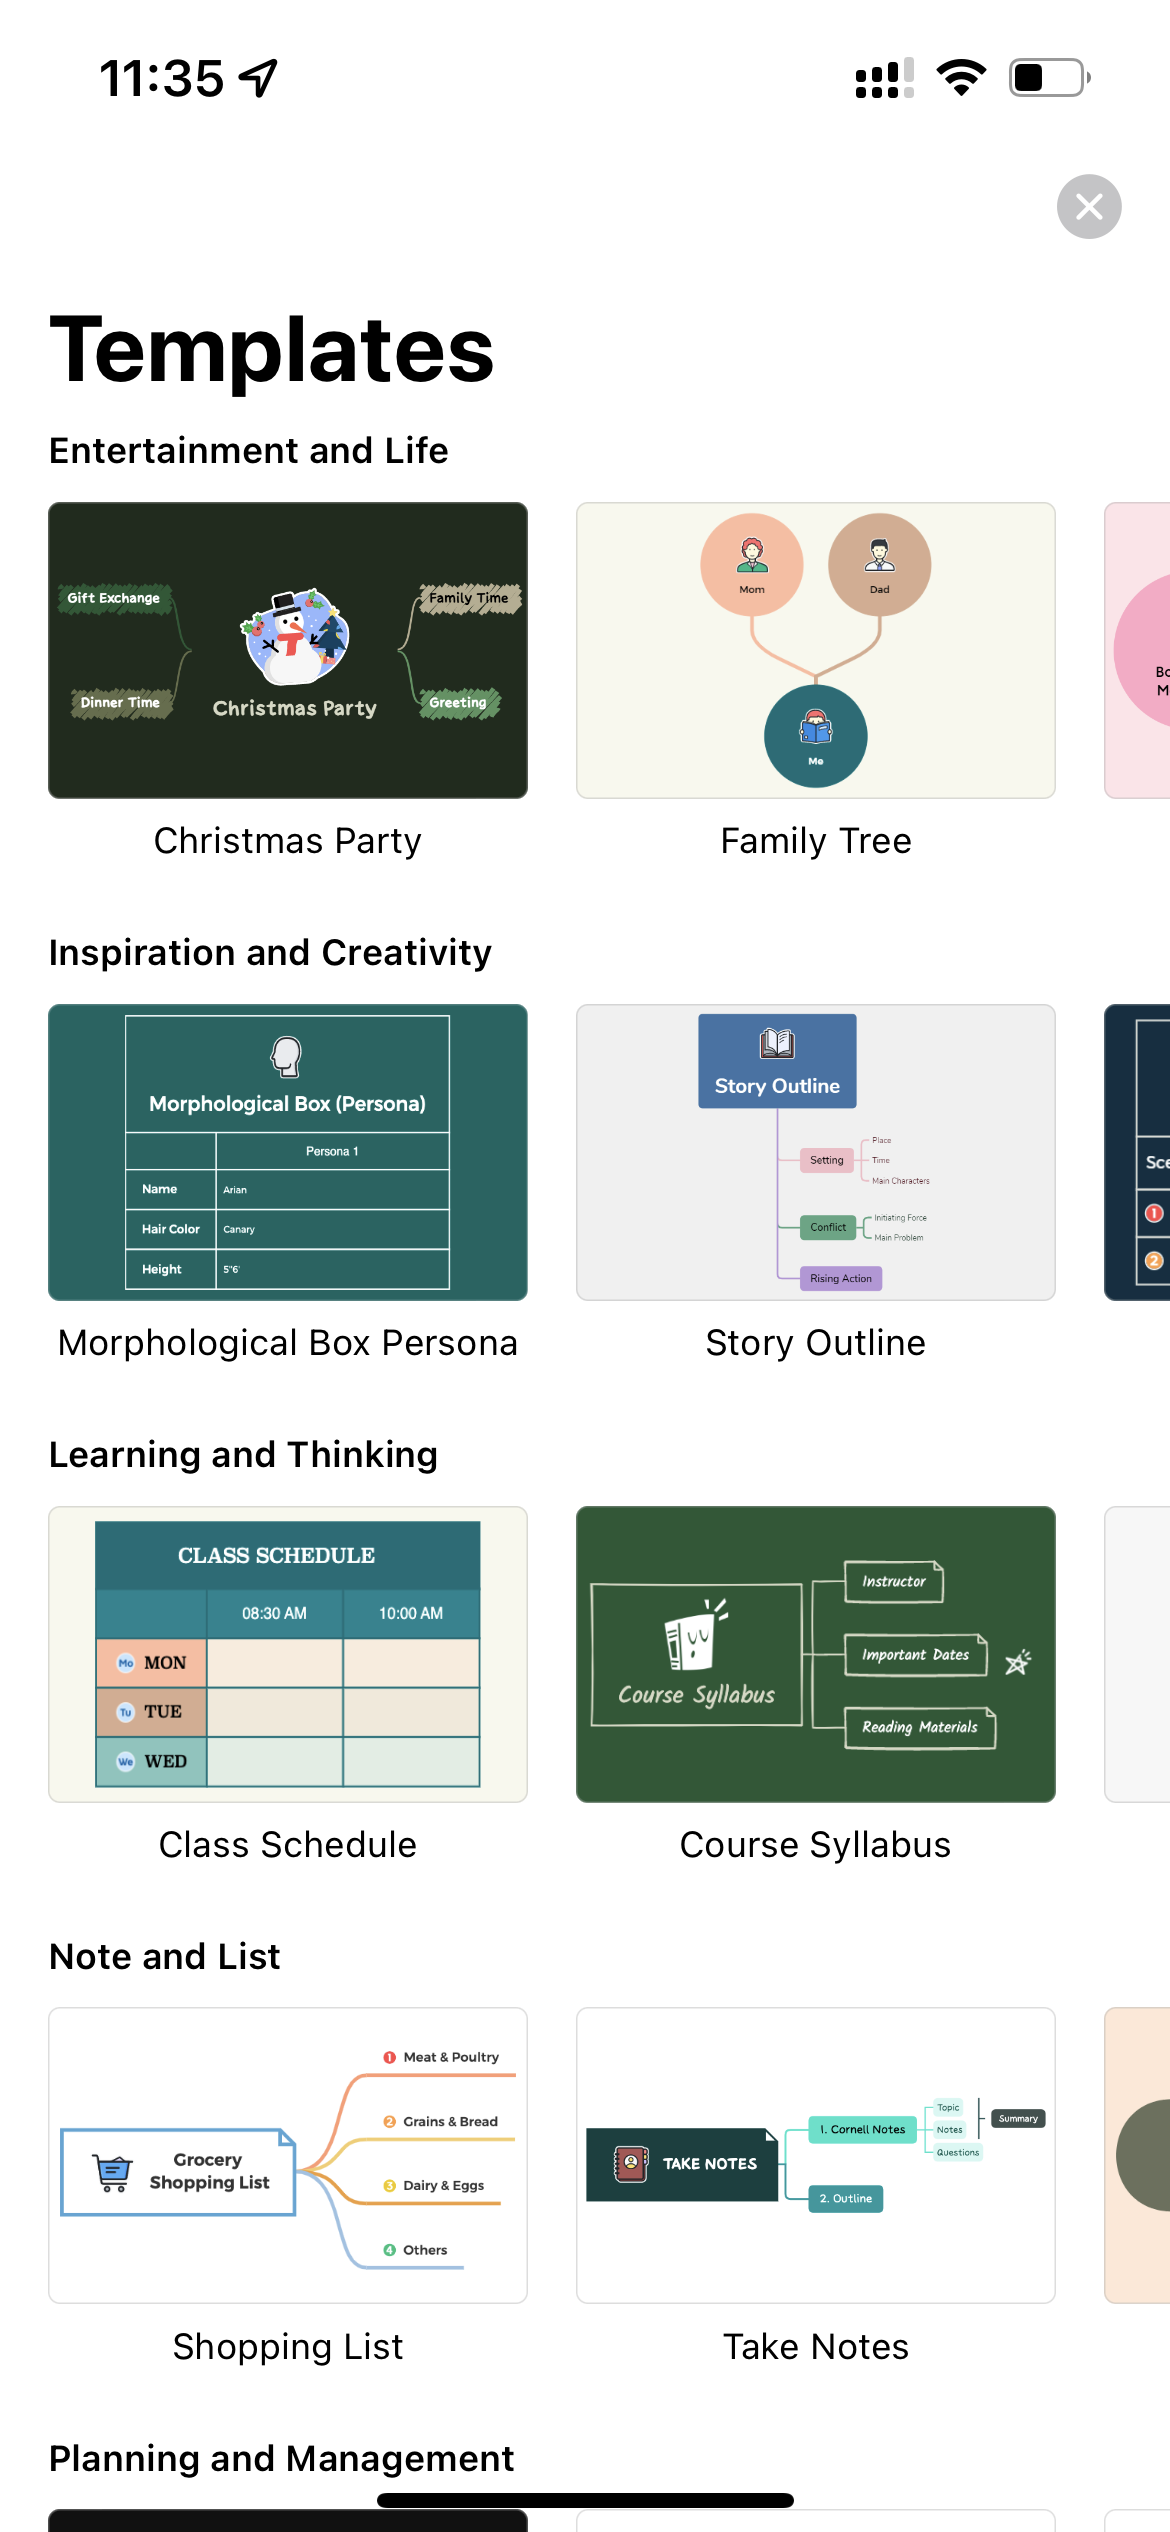 11:35
Templates
Entertainment and Life
Gift Exchange
Family Time
Dinner Time
Greeting
Christmas Party
Mom
Dad
Me
Christmas Party
Family Tree
Inspiration and Creativity
Morphological Box (Persona)
Persona 1
Name
Arian
Hair Color
Canary
Height
5"6'
Story Outline
Setting
Place
Time
Main Characters
Conflict
Initiating Force
Main Problem
Rising Action
1
2
Morphological Box Persona
Story Outline
Learning and Thinking
CLASS SCHEDULE
08:30 AM
10:00 AM
Mo MON
Tu TUE
We WED
Course Syllabus
Instructor
Important Dates
Reading Materials
Class Schedule
Course Syllabus
Note and List
Grocery
Shopping List
1 Meat & Poultry
2 Grains & Bread
3 Dairy & Eggs
4 Others
TAKE NOTES
1. Cornell Notes
Topic
Notes
Questions
Summary
2. Outline
Shopping List
Take Notes
Planning and Management